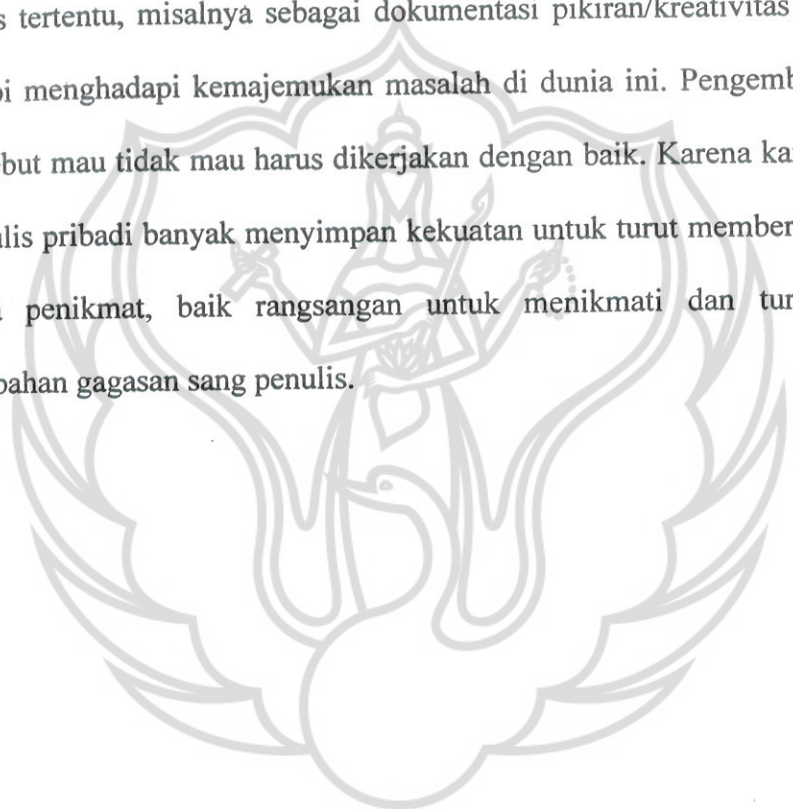 s tertentu, misalnya sebagai dokumentasi pikiran/kreativitas
oi menghadapi kemajemukan masalah di dunia ini. Pengemb
but mau tidak mau harus dikerjakan dengan baik. Karena ka
lis pribadi banyak menyimpan kekuatan untuk turut member
penikmat, baik rangsangan untuk menikmati dan tur
bahan gagasan sang penulis.